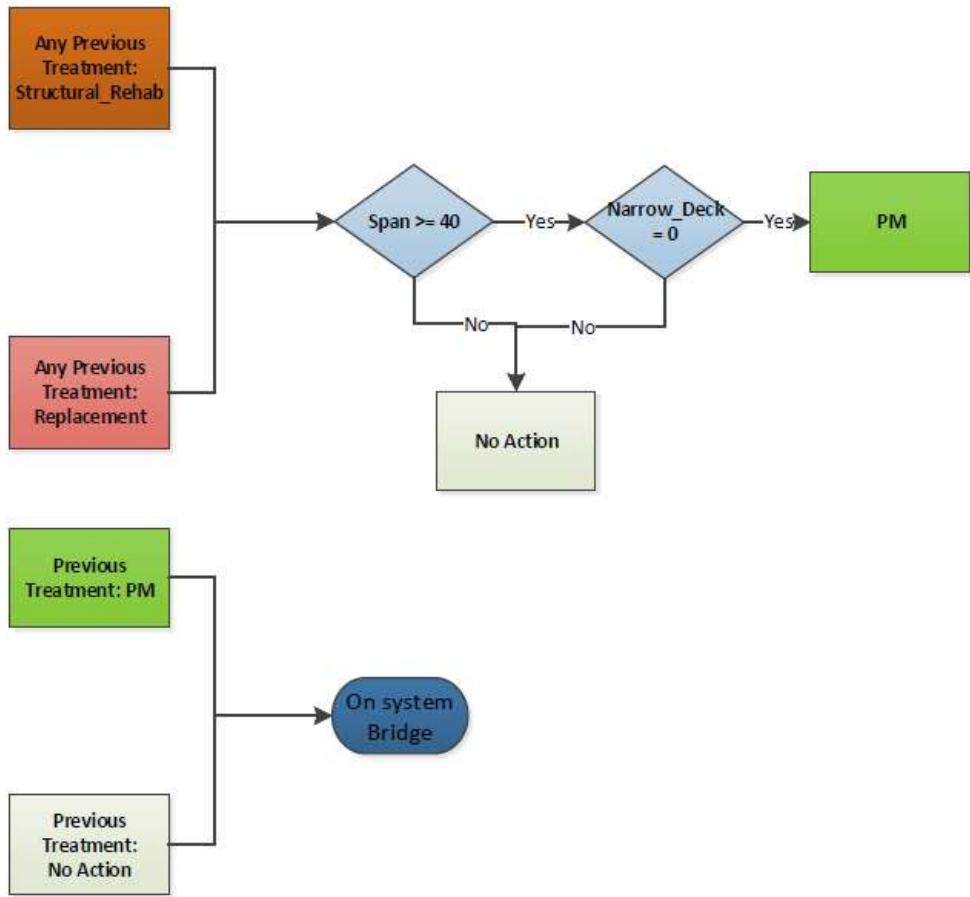 Any Previous
Treatment:
Structural_Rehab
Span >= 40
Yes
Narrow_Deck
= 0
Yes
PM
No
No
Any Previous
Treatment:
Replacement
No Action
Previous
Treatment: PM
On system
Bridge
Previous
Treatment:
No Action